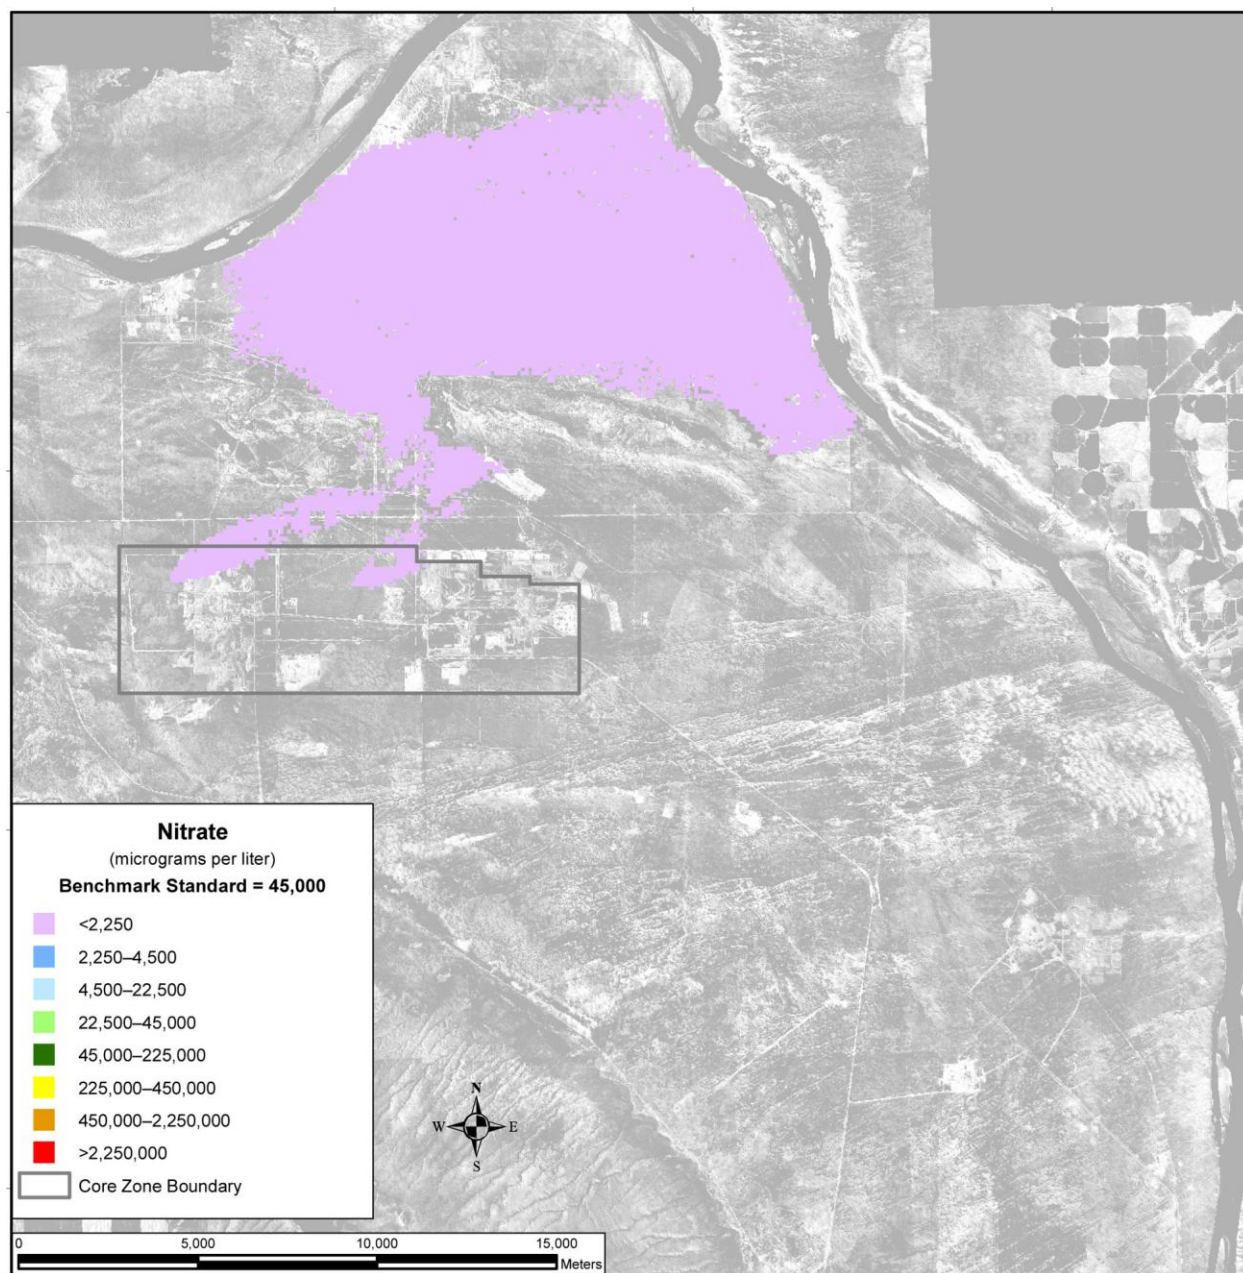 Nitrate
(micrograms per liter)
Benchmark Standard = 45,000
<2,250
2,250–4,500
4,500–22,500
22,500–45,000
45,000–225,000
225,000–450,000
450,000–2,250,000
>2,250,000
Core Zone Boundary
N
W E
S
0 5,000 10,000 15,000
Meters